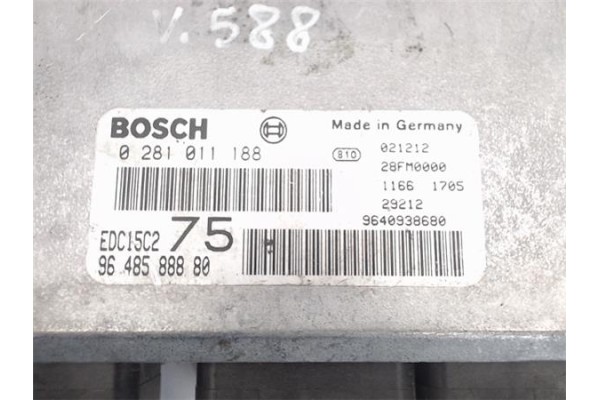 V.588
BOSCH
Made in Germany
0 281 011 188
810
021212
28FM0000
1166 1705
29212
9640938680
EDC15C2 75
96 485 888 80